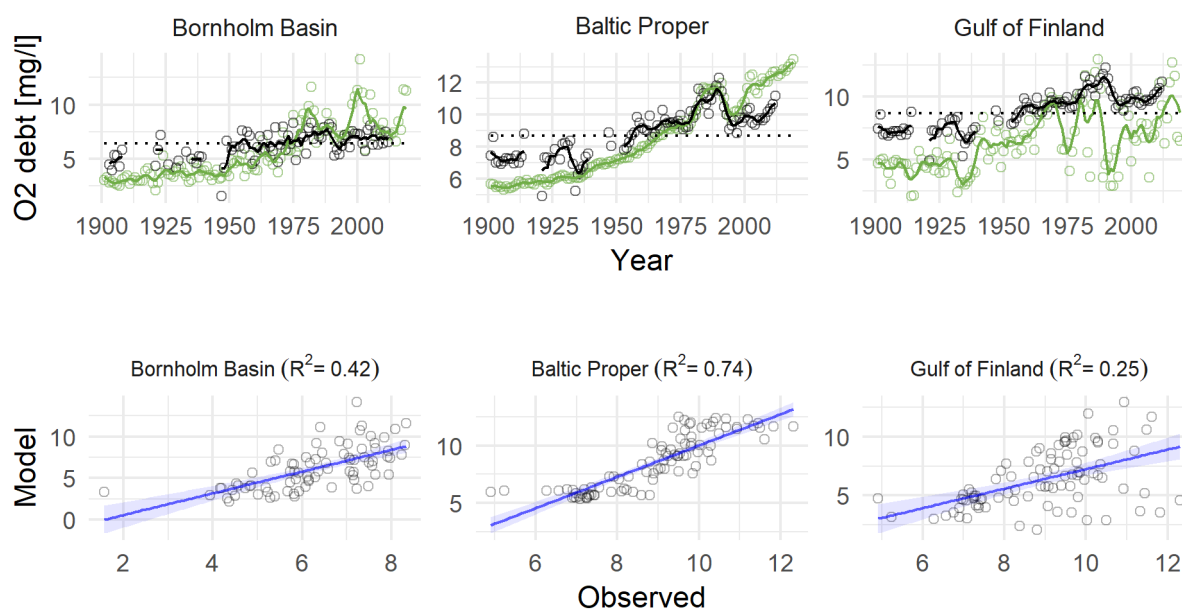 Bornholm Basin
Baltic Proper
Gulf of Finland
O2 debt [mg/l]
10
5
12
10
8
6
10
5
1900 1925 1950 1975 2000
1900 1925 1950 1975 2000
1900 1925 1950 1975 2000
Year
Bornholm Basin (R²= 0.42)
Baltic Proper (R²= 0.74)
Gulf of Finland (R²= 0.25)
Model
10
5
0
10
5
10
5
2 4 6 8
6 8 10 12
6 8 10 12
Observed